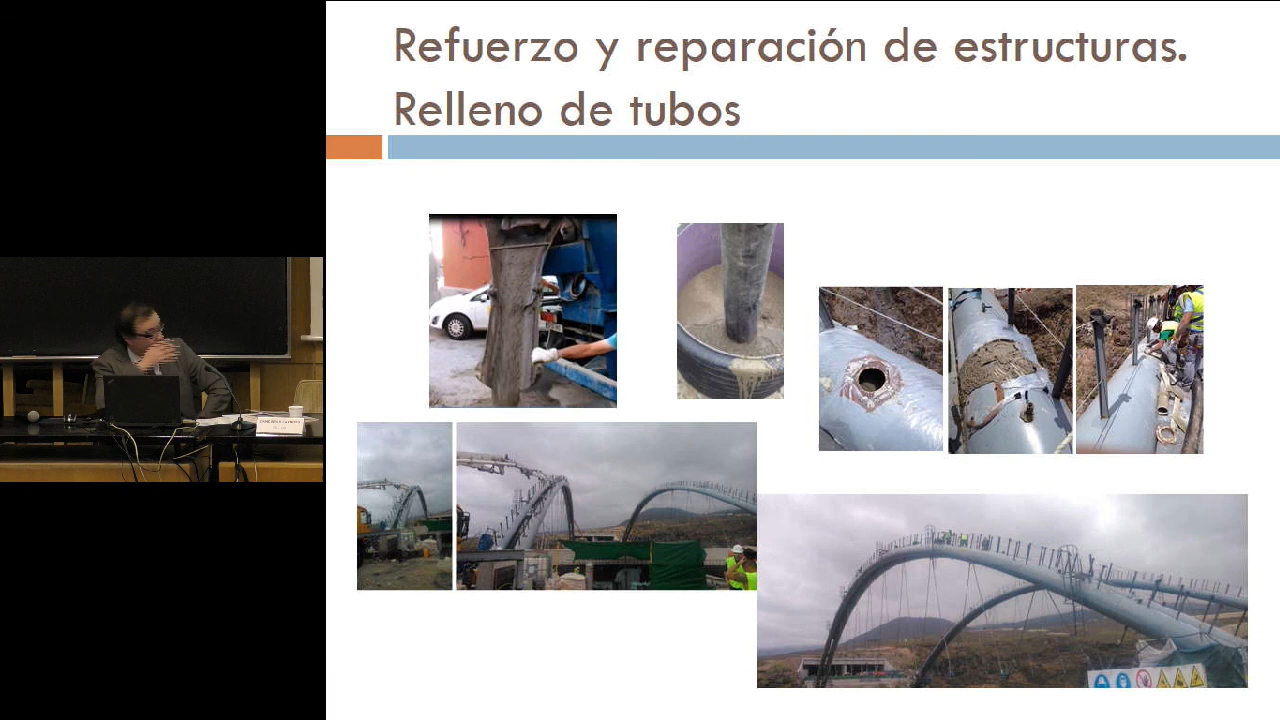 Refuerzo y reparación de estructuras.
Relleno de tubos